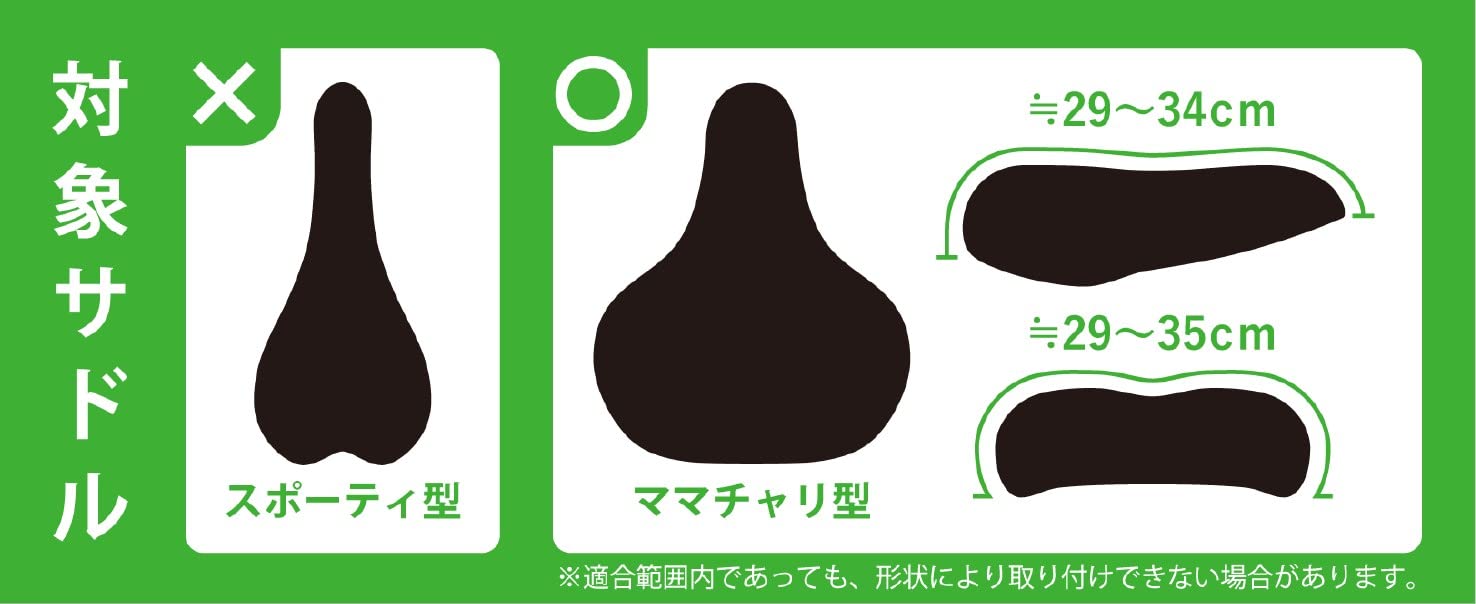 対象サドル
×
スポーティ型
○
ママチャリ型
≒29〜34cm
≒29〜35cm
※適合範囲内であっても、形状により取り付けできない場合があります。